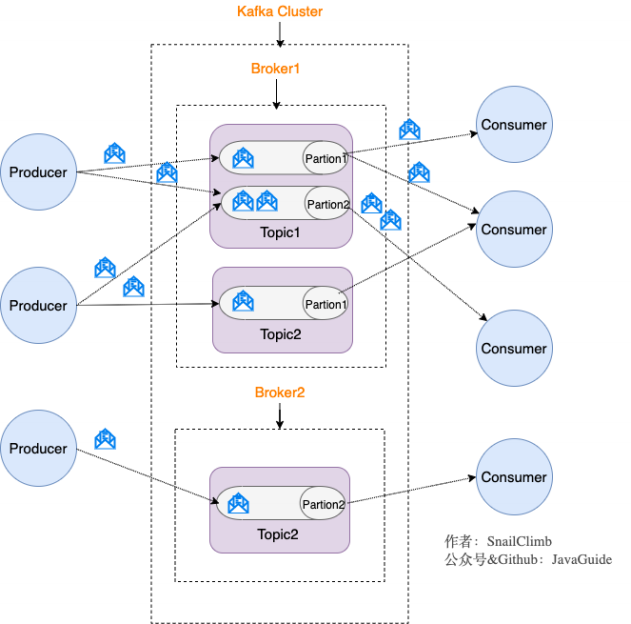 Kafka Cluster
Broker1
Producer
Partion1
Partion2
Topic1
Consumer
Consumer
Producer
Partion1
Topic2
Consumer
Broker2
Producer
Partion2
Topic2
Consumer
作者：SnailClimb
公众号&Github：JavaGuide